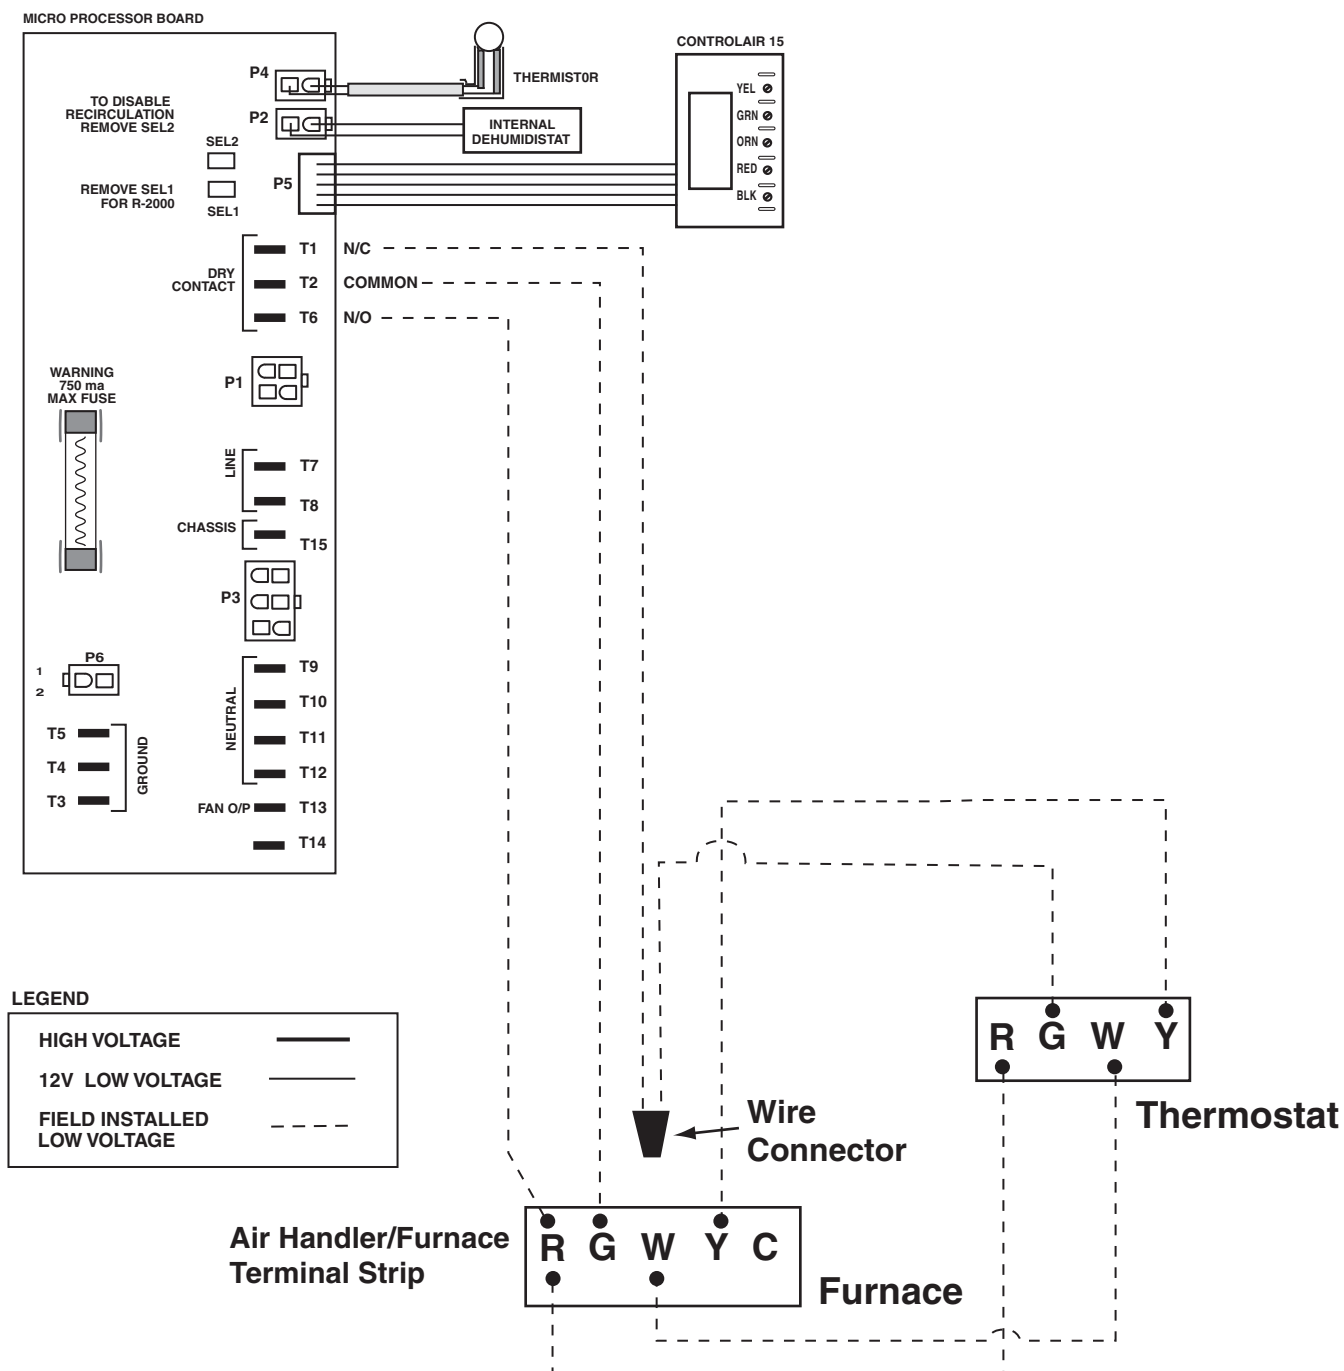 MICRO PROCESSOR BOARD
CONTROLAIR 15
P4
THERMIST0R
YEL
TO DISABLE
RECIRCULATION
REMOVE SEL2
P2
INTERNAL
DEHUMIDISTAT
GRN
ORN
SEL2
RED
P5
REMOVE SEL1
FOR R-2000
BLK
SEL1
T1 N/C
DRY
CONTACT
T2 COMMON
T6 N/O
WARNING
750 ma
MAX FUSE
P1
LINE
T7
T8
CHASSIS
T15
P3
P6
1
2
NEUTRAL
T9
T10
T11
T12
T5
T4
T3
GROUND
FAN O/P
T13
T14
LEGEND
HIGH VOLTAGE
12V LOW VOLTAGE
FIELD INSTALLED
LOW VOLTAGE
R G W Y
Thermostat
Wire
Connector
Air Handler/Furnace
Terminal Strip
R G W Y C
Furnace